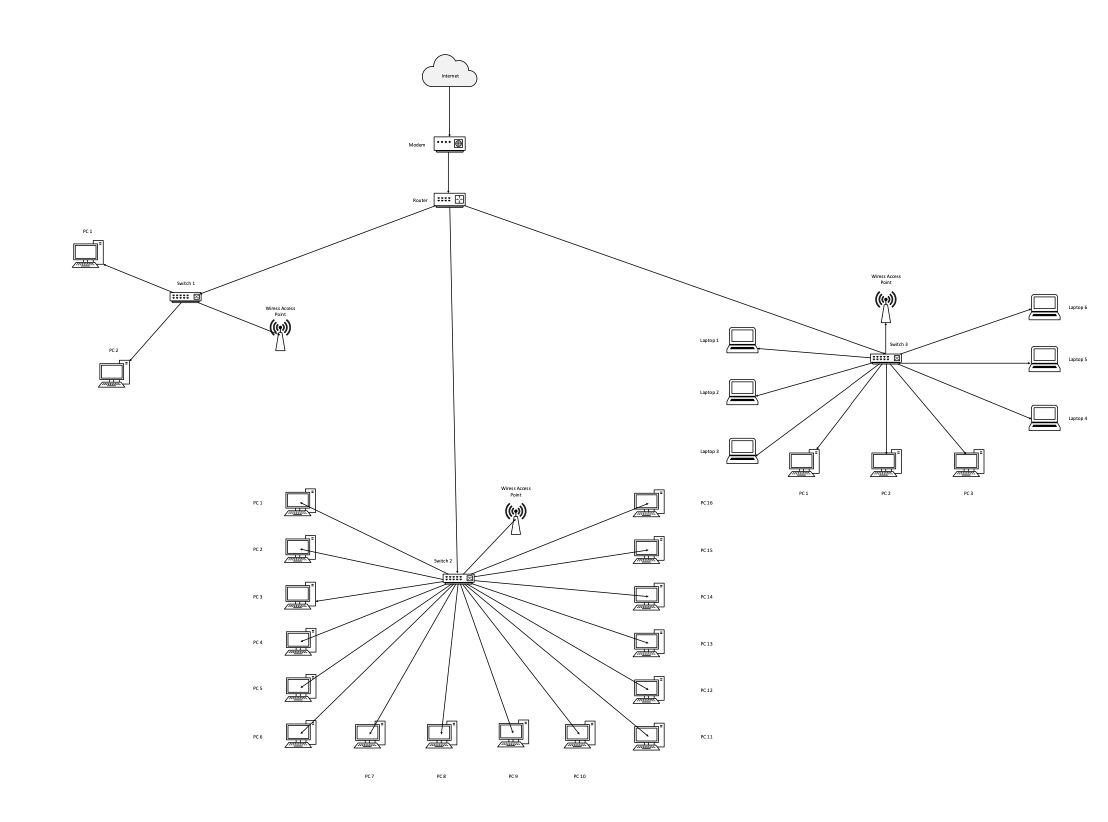 Internet
Modem
Router
PC 1
Switch 1
Wiress Access
Point
PC 2
Wiress Access
Point
Switch 3
Laptop 1
Laptop 2
Laptop 3
Laptop 6
Laptop 5
Laptop 4
PC 1
PC 2
PC 3
Wiress Access
Point
Switch 2
PC 1
PC 2
PC 3
PC 4
PC 5
PC 6
PC 7
PC 8
PC 9
PC 10
PC 16
PC 15
PC 14
PC 13
PC 12
PC 11